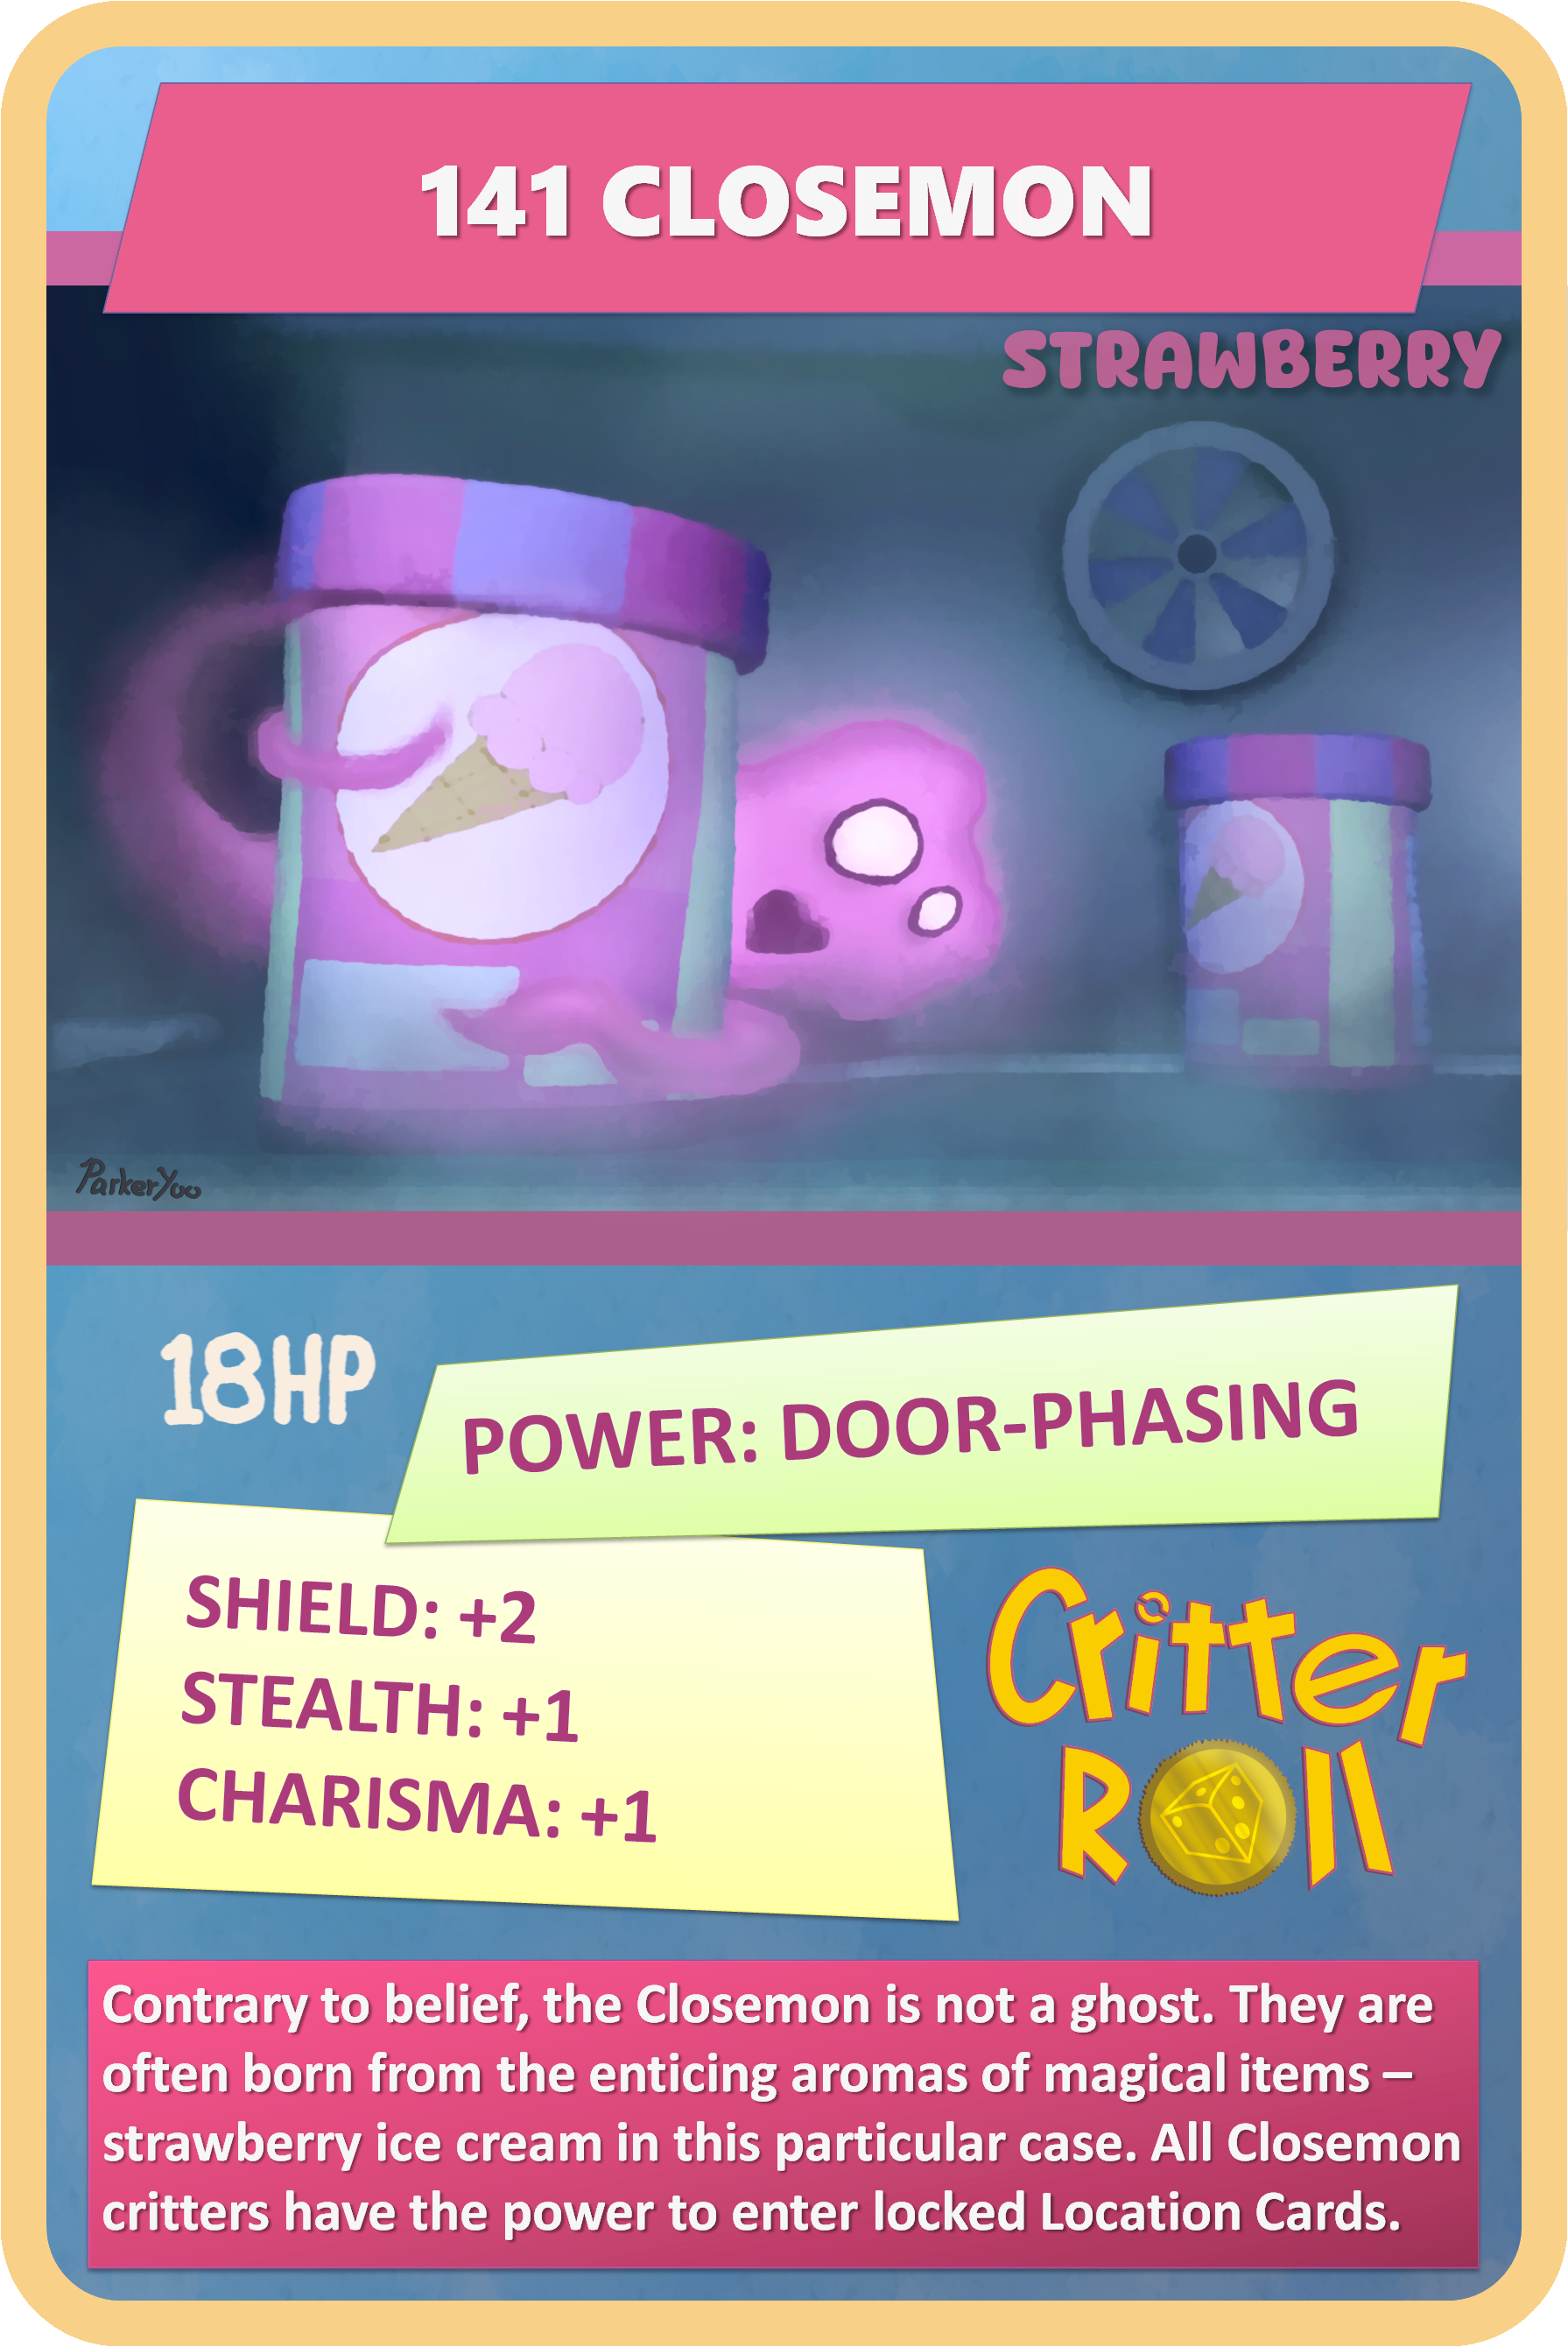 141 CLOSEMON
STRAWBERRY
ParkerYoo
18HP
POWER: DOOR-PHASING
SHIELD: +2
STEALTH: +1
CHARISMA: +1
Critter
Roll
Contrary to belief, the Closemon is not a ghost. They are
often born from the enticing aromas of magical items –
strawberry ice cream in this particular case. All Closemon
critters have the power to enter locked Location Cards.